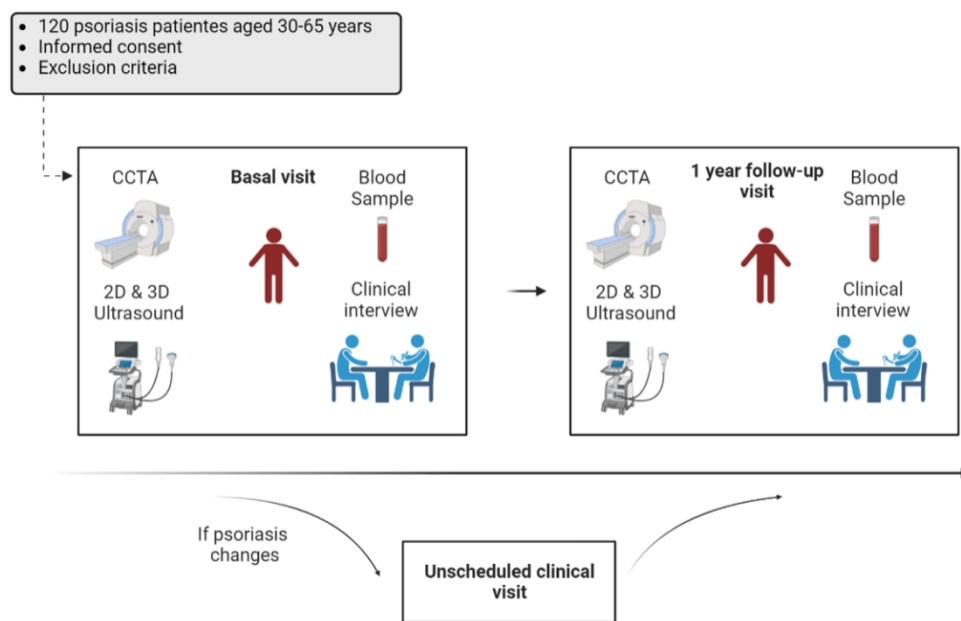 • 120 psoriasis patientes aged 30-65 years
• Informed consent
• Exclusion criteria
CCTA
Basal visit
Blood
Sample
2D & 3D
Ultrasound
Clinical
interview
CCTA
1 year follow-up
visit
Blood
Sample
2D & 3D
Ultrasound
Clinical
interview
If psoriasis
changes
Unscheduled clinical
visit